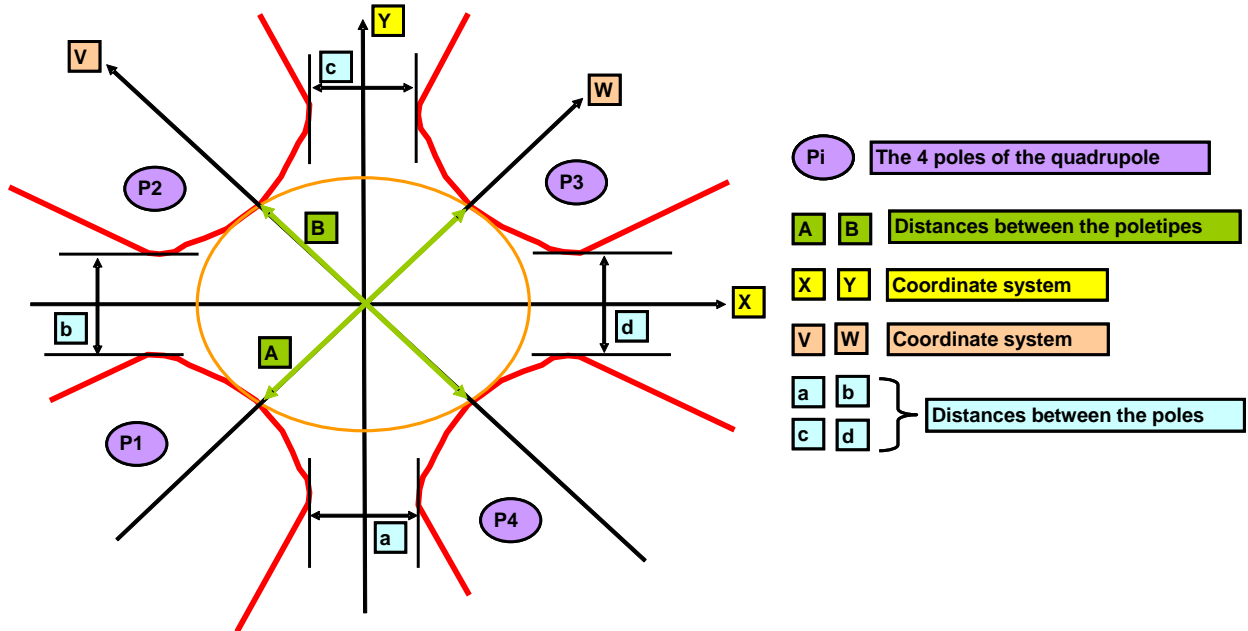 Y
V
c
W
P2
P3
B
X
b
d
A
P1
P4
a
Pi The 4 poles of the quadrupole
A B Distances between the poletipes
X Y Coordinate system
V W Coordinate system
a b
Distances between the poles
c d